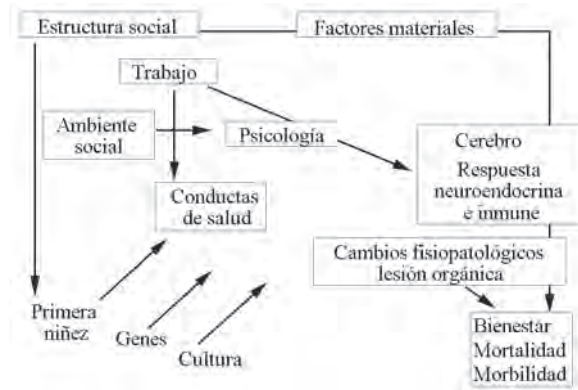 Estructura social
Factores materiales
Trabajo
Ambiente
social
Psicología
Cerebro
Respuesta
neuroendocrina
e inmune
Conductas
de salud
Cambios fisiopatológicos
lesión orgánica
Primera
niñez
Genes
Cultura
Bienestar
Mortalidad
Morbilidad